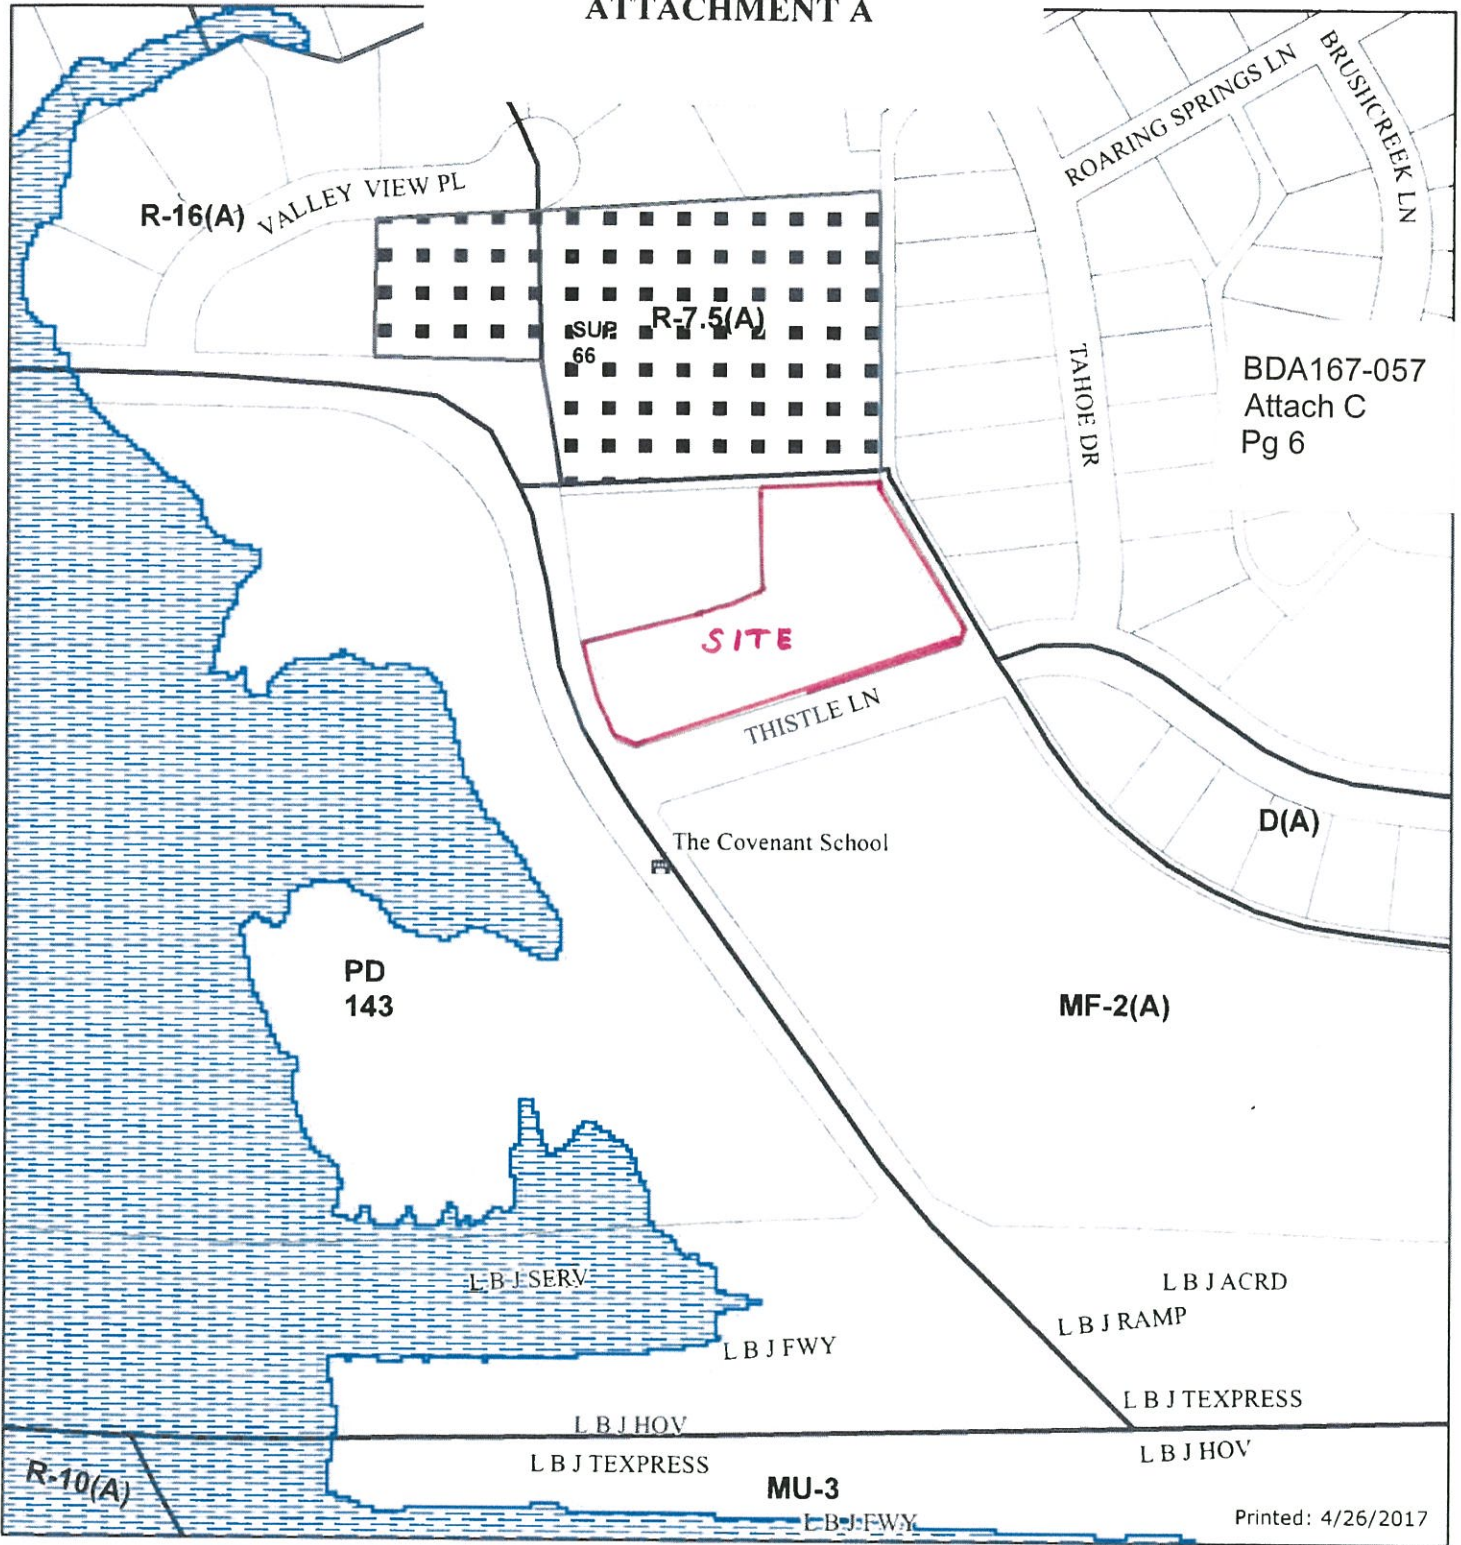 ATTACHMENT A
BRUSHCREEK LN
ROARING SPRINGS LN
VALLEY VIEW PL
R-16(A)
R-7.5(A)
SUP
66
TAHOE DR
BDA167-057
Attach C
Pg 6
SITE
THISTLE LN
The Covenant School
D(A)
PD
143
MF-2(A)
L B J SERV
L B J ACRD
L B J RAMP
L B J FWY
L B J TEXPRESS
L B J HOV
L B J HOV
L B J TEXPRESS
R-10(A)
MU-3
L B J FWY
Printed: 4/26/2017